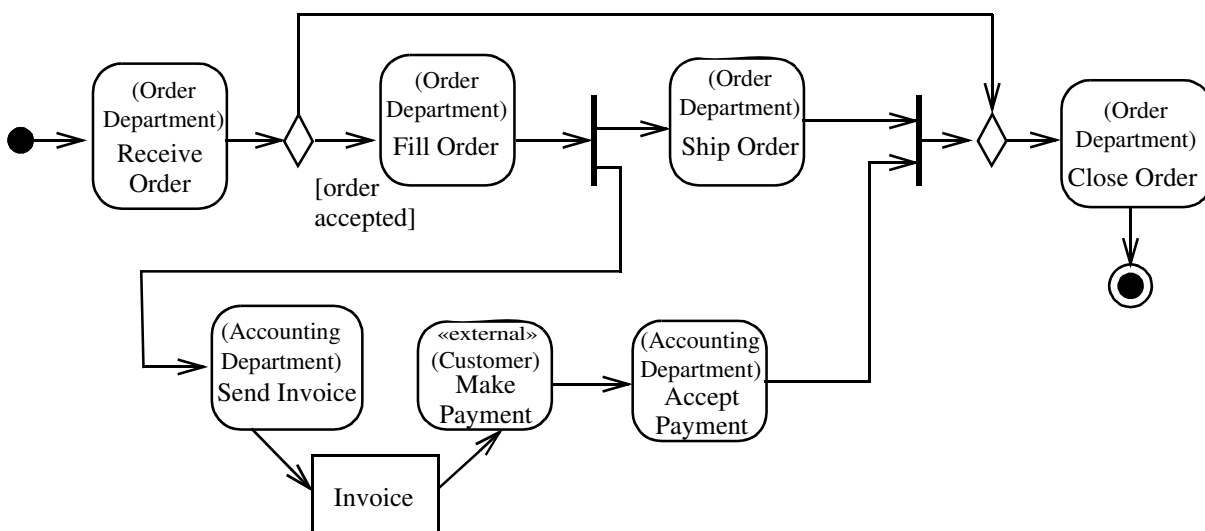 (Order
Department)
Receive
Order
[order
accepted]
(Order
Department)
Fill Order
(Order
Department)
Ship Order
(Order
Department)
Close Order
(Accounting
Department)
Send Invoice
Invoice
«external»
(Customer)
Make
Payment
(Accounting
Department)
Accept
Payment